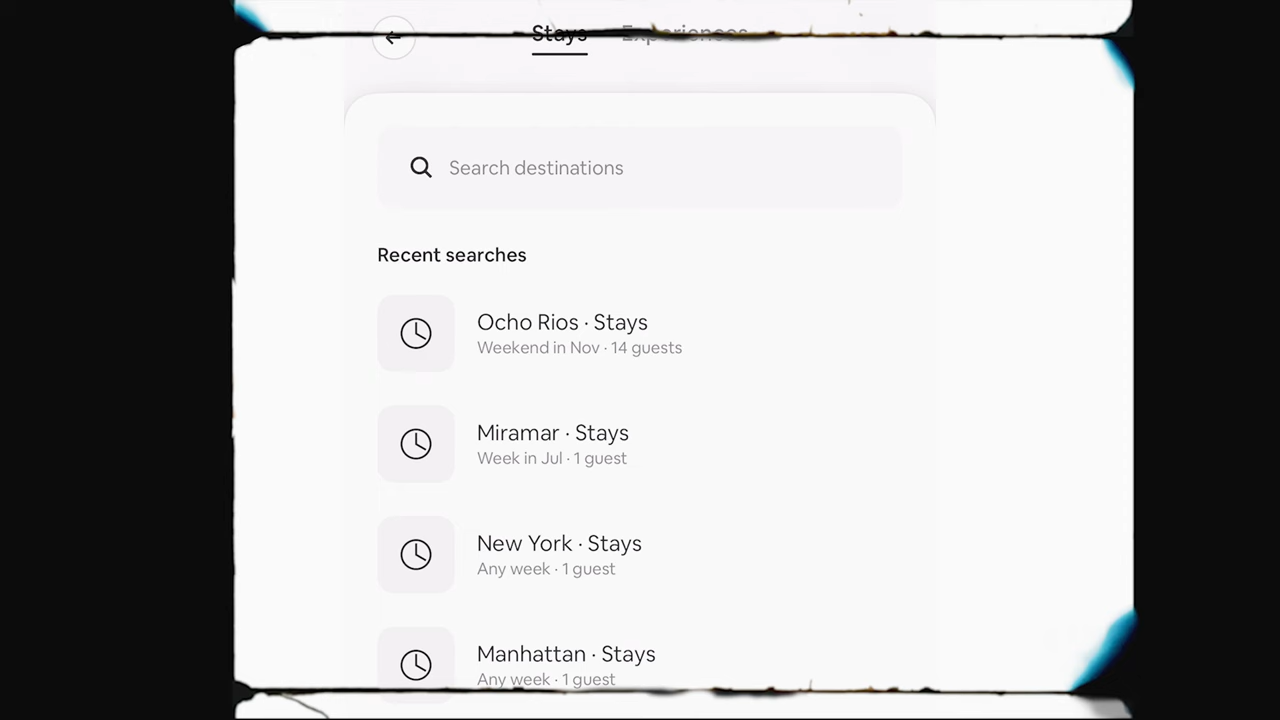 Stays Experiences
Search destinations
Recent searches
Ocho Rios · Stays
Weekend in Nov · 14 guests
Miramar · Stays
Week in Jul · 1 guest
New York · Stays
Any week · 1 guest
Manhattan · Stays
Any week · 1 guest